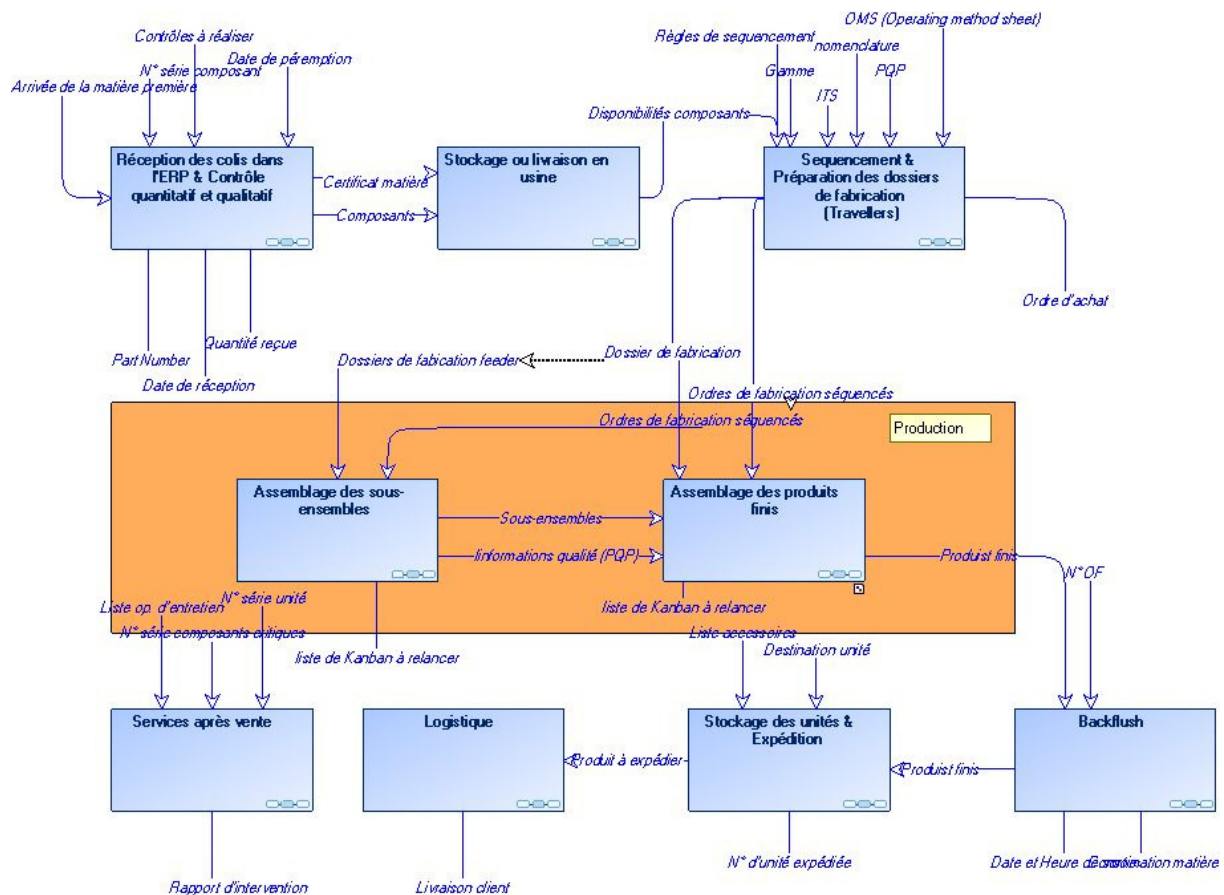 OMS (Operating method sheet)
Contrôles à réaliser
Règles de sequencement
nomenclature
Date de péremption
N° série composant
Gamme
PQP
Arrivée de la matière première
ITS
Disponibilités composants
Réception des colis dans
l'ERP & Contrôle
quantitatif et qualitatif
Stockage ou livraison en
usine
Sequencement &
Préparation des dossiers
de fabrication
(Travellers)
Certificat matière
Composants
Ordre d'achat
Quantité reçue
Part Number
Date de réception
Dossiers de fabication feeder
Dossier de fabrication
Ordres de fabrication séquencés
Ordres de fabrication séquencés
Production
Assemblage des sous-
ensembles
Assemblage des produits
finis
Sous-ensembles
Iinformations qualité (PQP)
Produist finis
N°OF
N° série unité
Liste op. d'entretien
liste de Kanban à relancer
N° série composants critiques
Liste accessoires
liste de Kanban à relancer
Destination unité
Services après vente
Logistique
Stockage des unités &
Expédition
Backflush
Produit à expédier
Produist finis
N° d'unité expédiée
Date et Heure de
matière
Rapport d'intervention
Livraison client